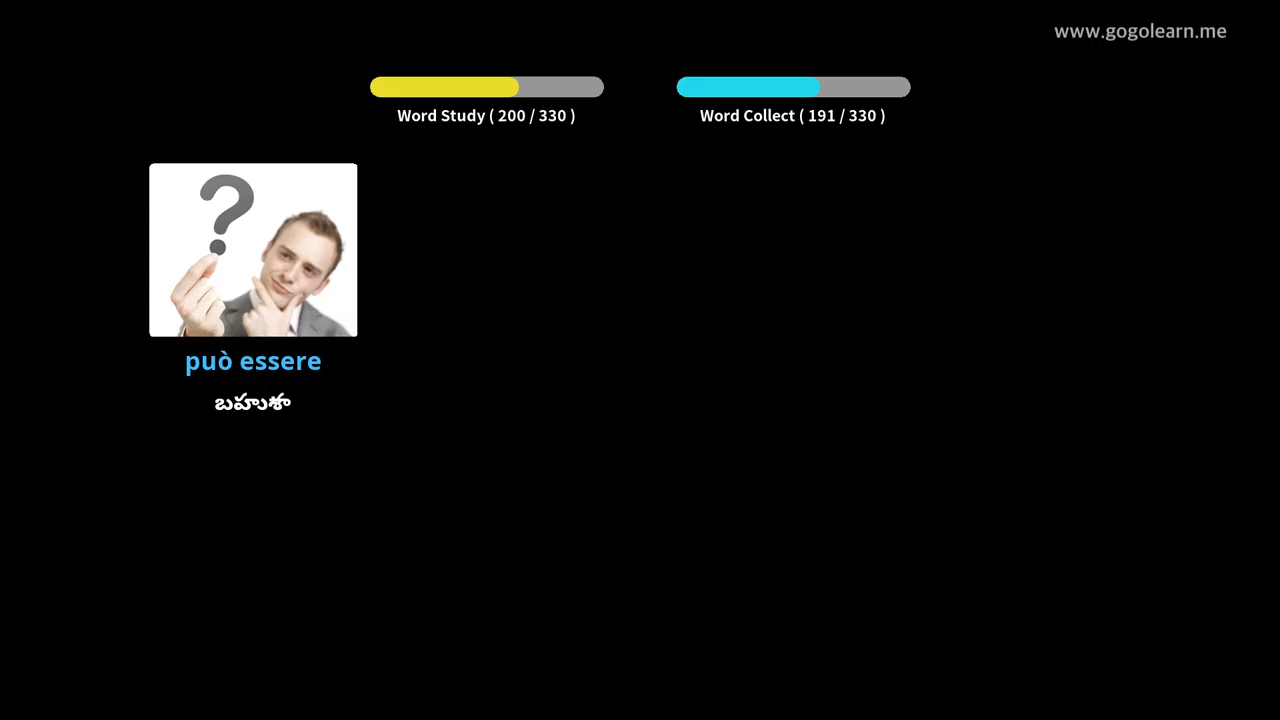 www.gogolearn.me
Word Study ( 200 / 330 )
Word Collect ( 191 / 330 )
?
può essere
బహుశా